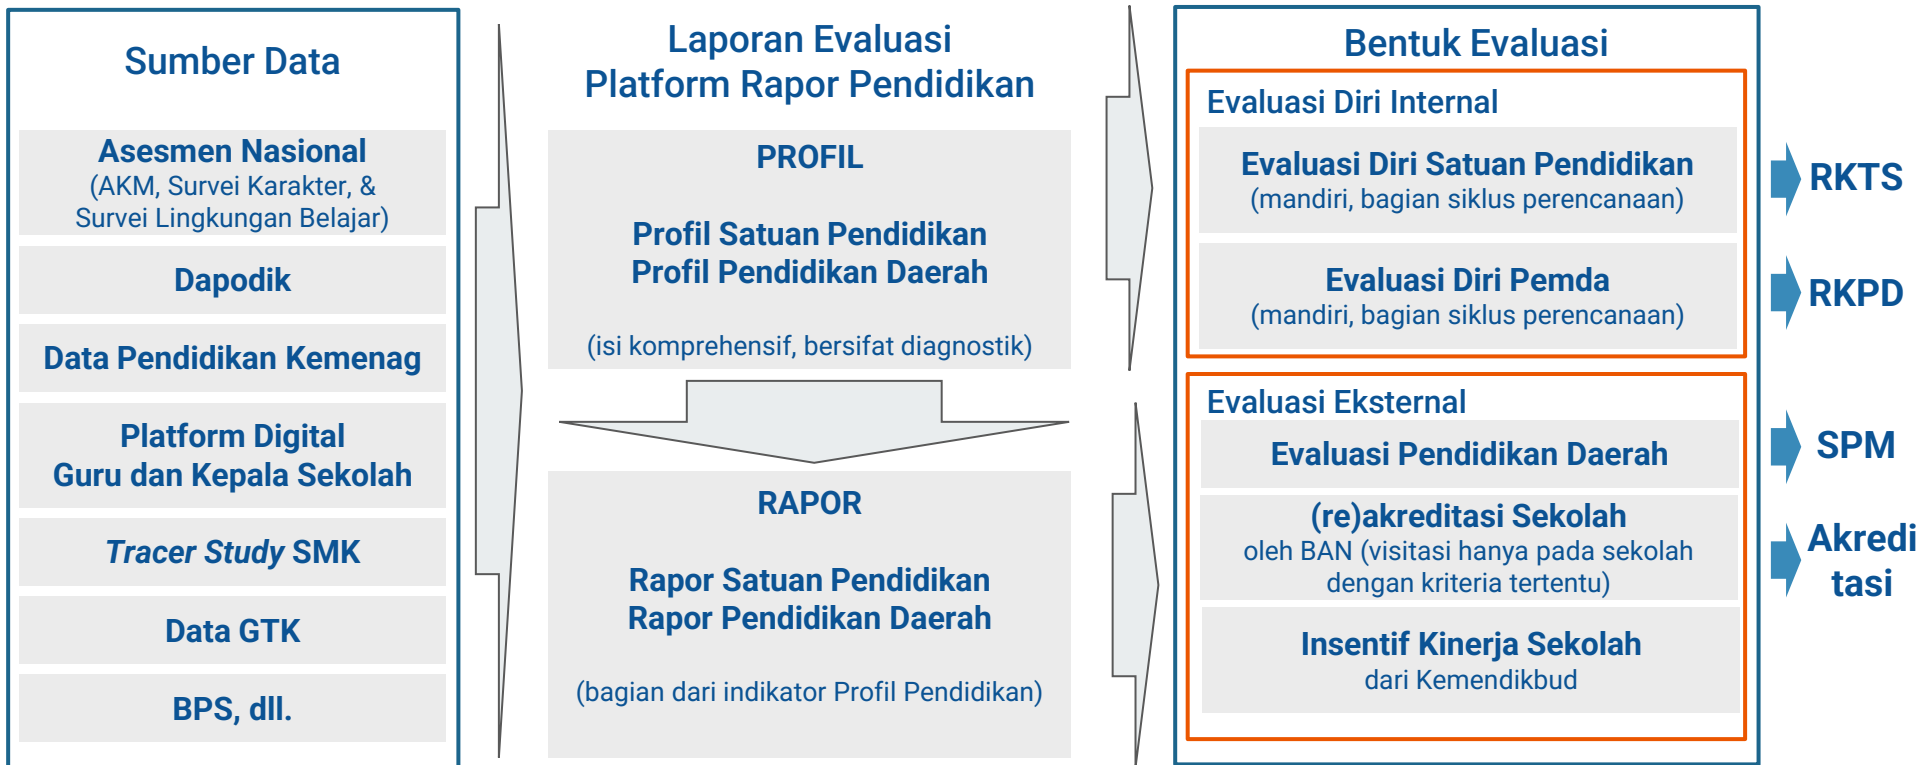 Sumber Data
Asesmen Nasional
(AKM, Survei Karakter, &
Survei Lingkungan Belajar)
Dapodik
Data Pendidikan Kemenag
Platform Digital
Guru dan Kepala Sekolah
Tracer Study SMK
Data GTK
BPS, dll.
Laporan Evaluasi
Platform Rapor Pendidikan
PROFIL
Profil Satuan Pendidikan
Profil Pendidikan Daerah
(isi komprehensif, bersifat diagnostik)
RAPOR
Rapor Satuan Pendidikan
Rapor Pendidikan Daerah
(bagian dari indikator Profil Pendidikan)
Bentuk Evaluasi
Evaluasi Diri Internal
Evaluasi Diri Satuan Pendidikan
(mandiri, bagian siklus perencanaan)
Evaluasi Diri Pemda
(mandiri, bagian siklus perencanaan)
Evaluasi Eksternal
Evaluasi Pendidikan Daerah
(re)akreditasi Sekolah
oleh BAN (visitasi hanya pada sekolah
dengan kriteria tertentu)
Insentif Kinerja Sekolah
dari Kemendikbud
RKTS
RKPD
SPM
Akredi
tasi